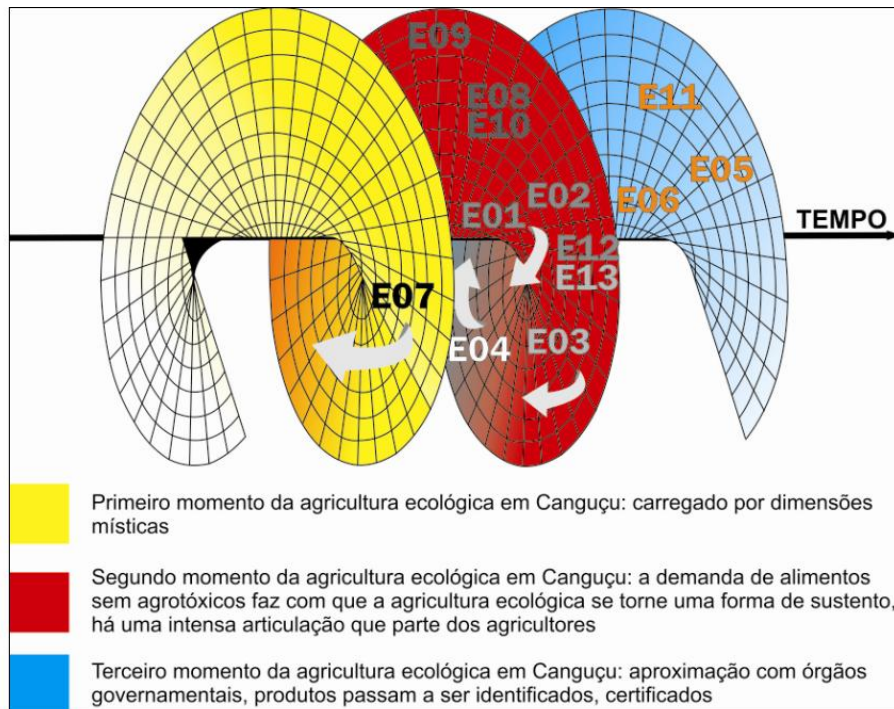 E09
E08
E10
E11
E05
E06
E01
E02
TEMPO
E12
E13
E07
E04
E03
Primeiro momento da agricultura ecológica em Canguçu: carregado por dimensões
místicas
Segundo momento da agricultura ecológica em Canguçu: a demanda de alimentos
sem agrotóxicos faz com que a agricultura ecológica se torne uma forma de sustento,
há uma intensa articulação que parte dos agricultores
Terceiro momento da agricultura ecológica em Canguçu: aproximação com órgãos
governamentais, produtos passam a ser identificados, certificados